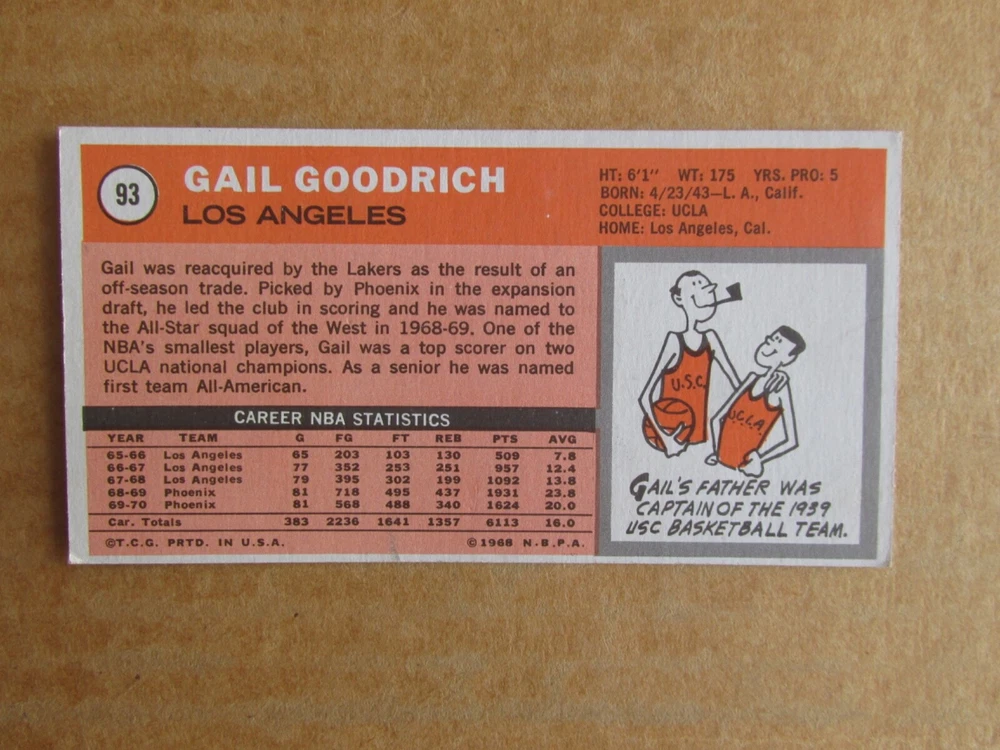 93
GAIL GOODRICH
LOS ANGELES
HT: 6'1" WT: 175 YRS. PRO: 5
BORN: 4/23/43—L. A., Calif.
COLLEGE: UCLA
HOME: Los Angeles, Cal.
Gail was reacquired by the Lakers as the result of an
off-season trade. Picked by Phoenix in the expansion
draft, he led the club in scoring and he was named to
the All-Star squad of the West in 1968-69. One of the
NBA's smallest players, Gail was a top scorer on two
UCLA national champions. As a senior he was named
first team All-American.
CAREER NBA STATISTICS
YEAR TEAM G FG FT REB PTS AVG
65-66 Los Angeles 65 203 103 130 509 7.8
66-67 Los Angeles 77 352 253 251 957 12.4
67-68 Los Angeles 79 395 302 199 1092 13.8
68-69 Phoenix 81 718 495 437 1931 23.8
69-70 Phoenix 81 568 488 340 1624 20.0
Car. Totals 383 2236 1641 1357 6113 16.0
©T.C.G. PRTD. IN U.S.A. ©1968 N.B.P.A.
U.S.C.
U.C.L.A.
GAIL'S FATHER WAS
CAPTAIN OF THE 1939
USC BASKETBALL TEAM.